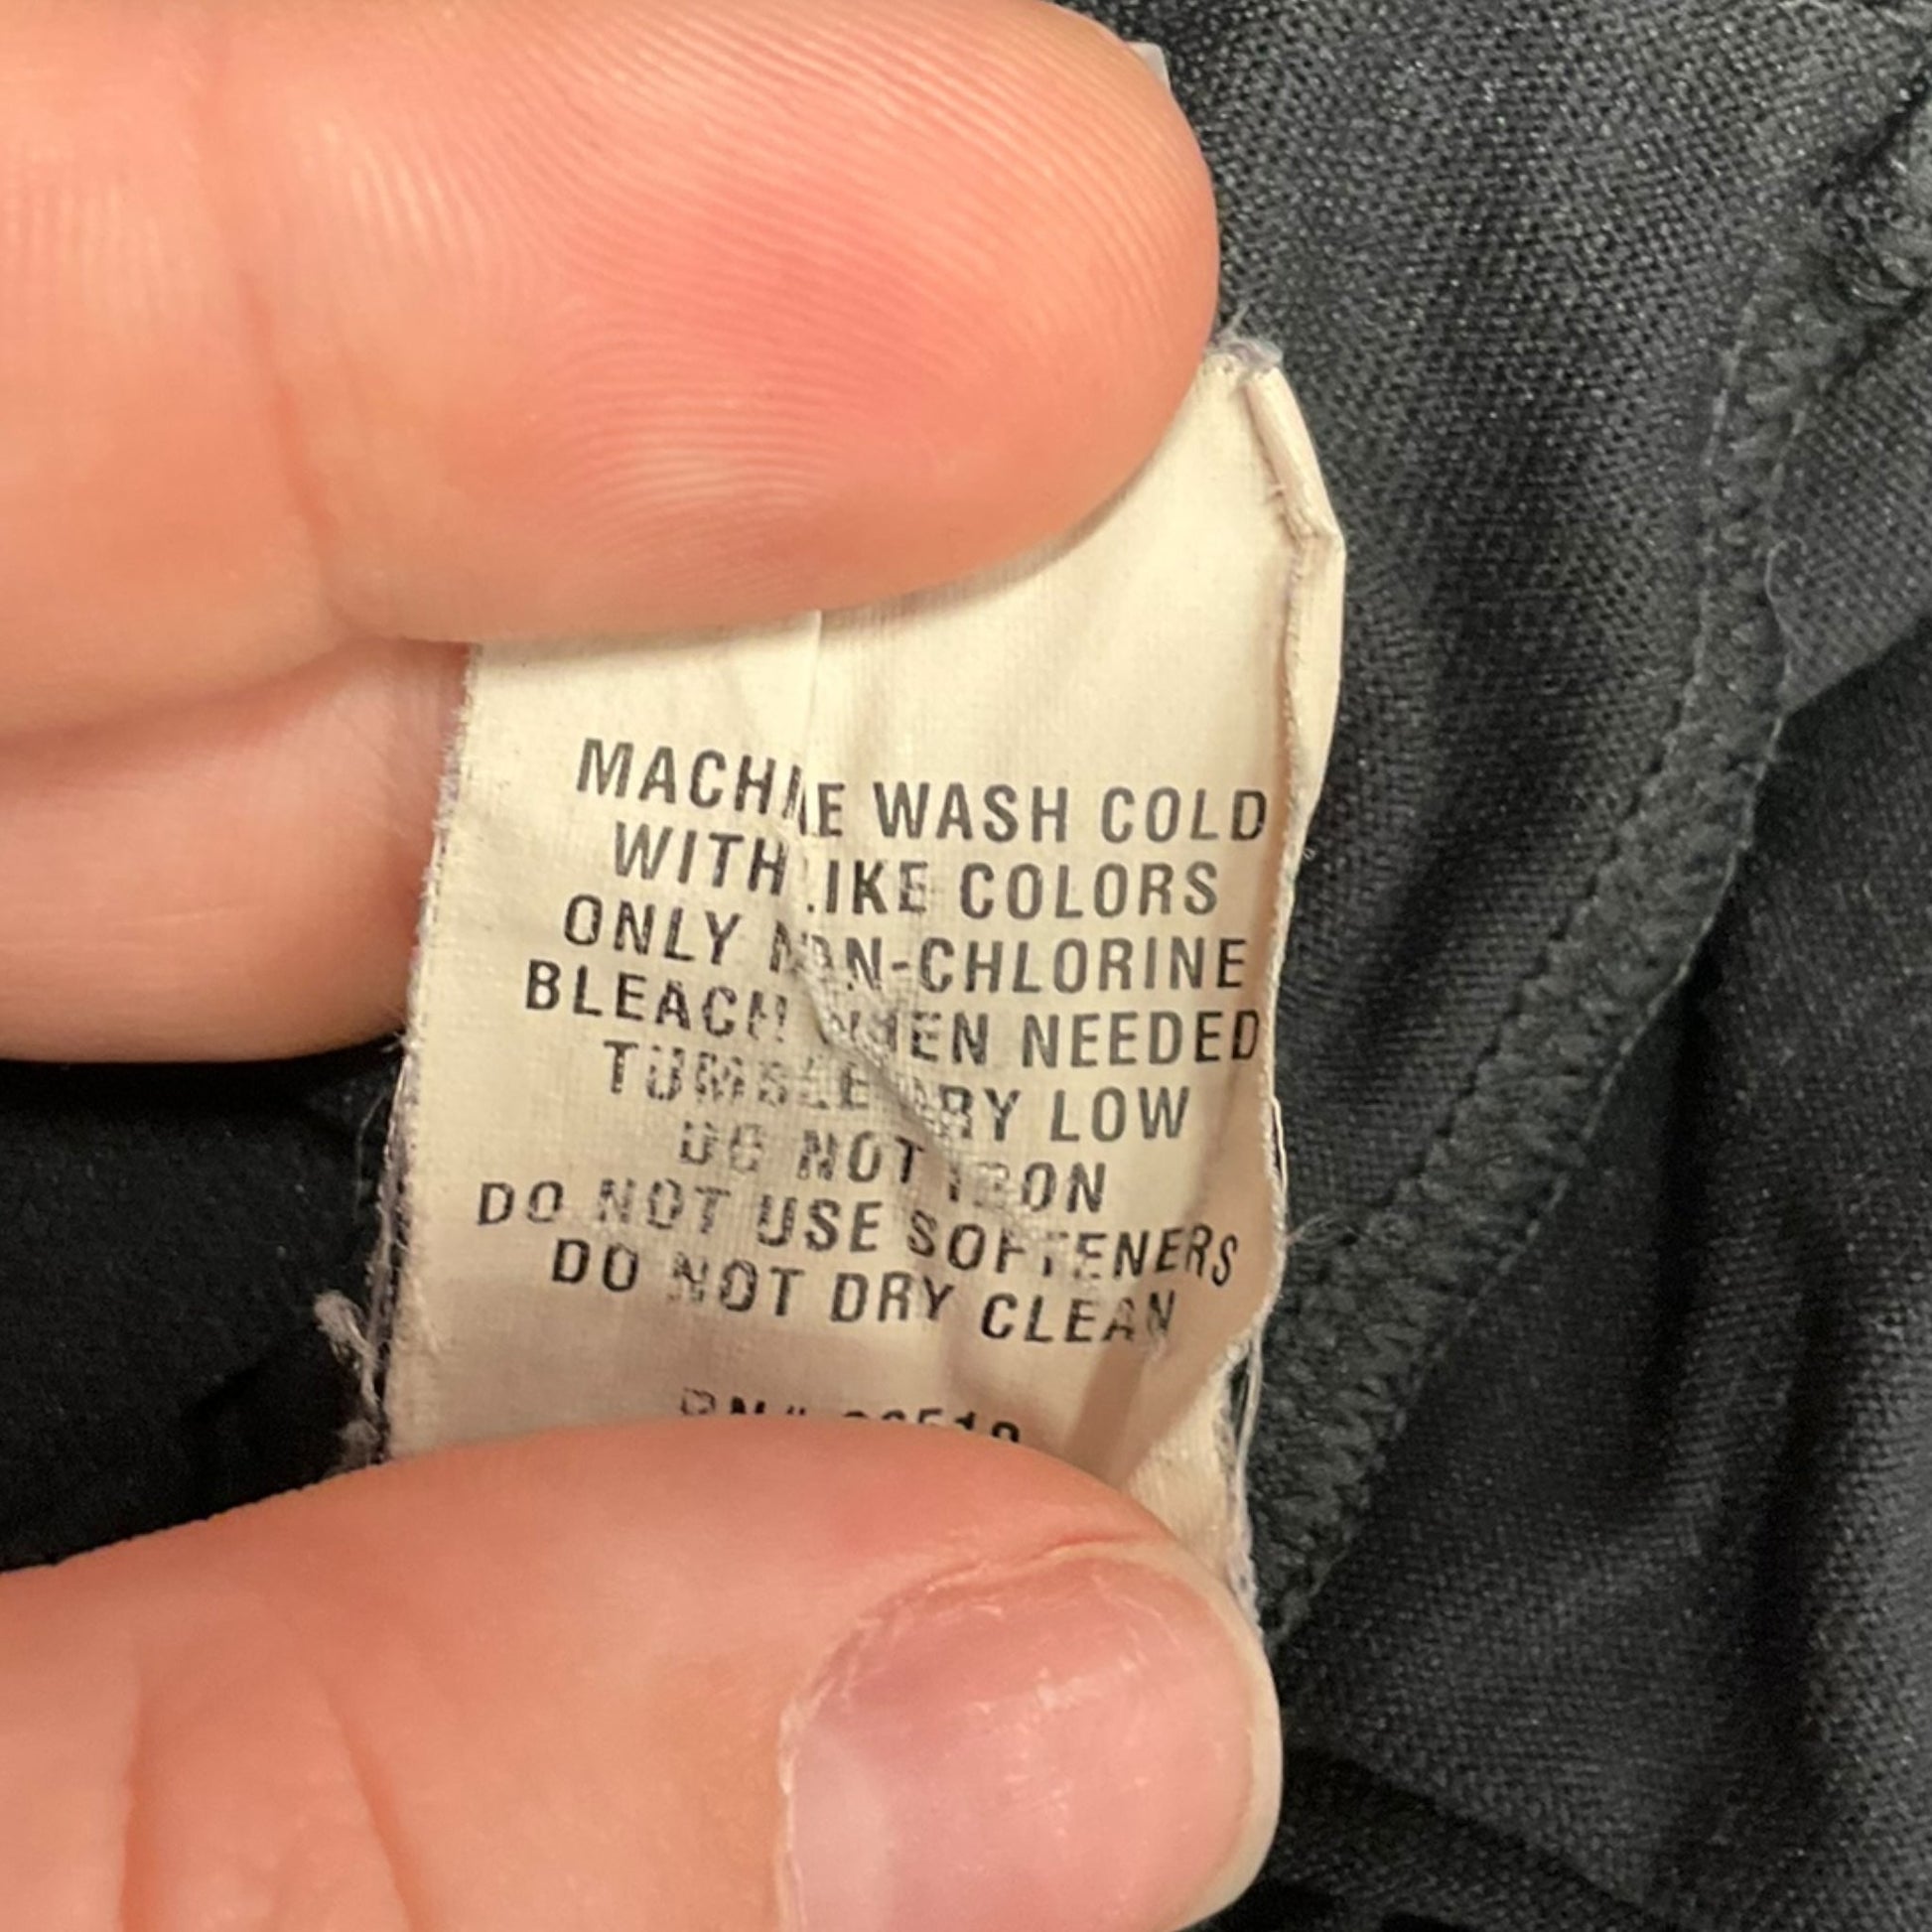 MACHINE WASH COLD
WITH LIKE COLORS
ONLY NON-CHLORINE
BLEACH WHEN NEEDED
TUMBLE DRY LOW
DO NOT IRON
DO NOT USE SOFTENERS
DO NOT DRY CLEAN
RN#